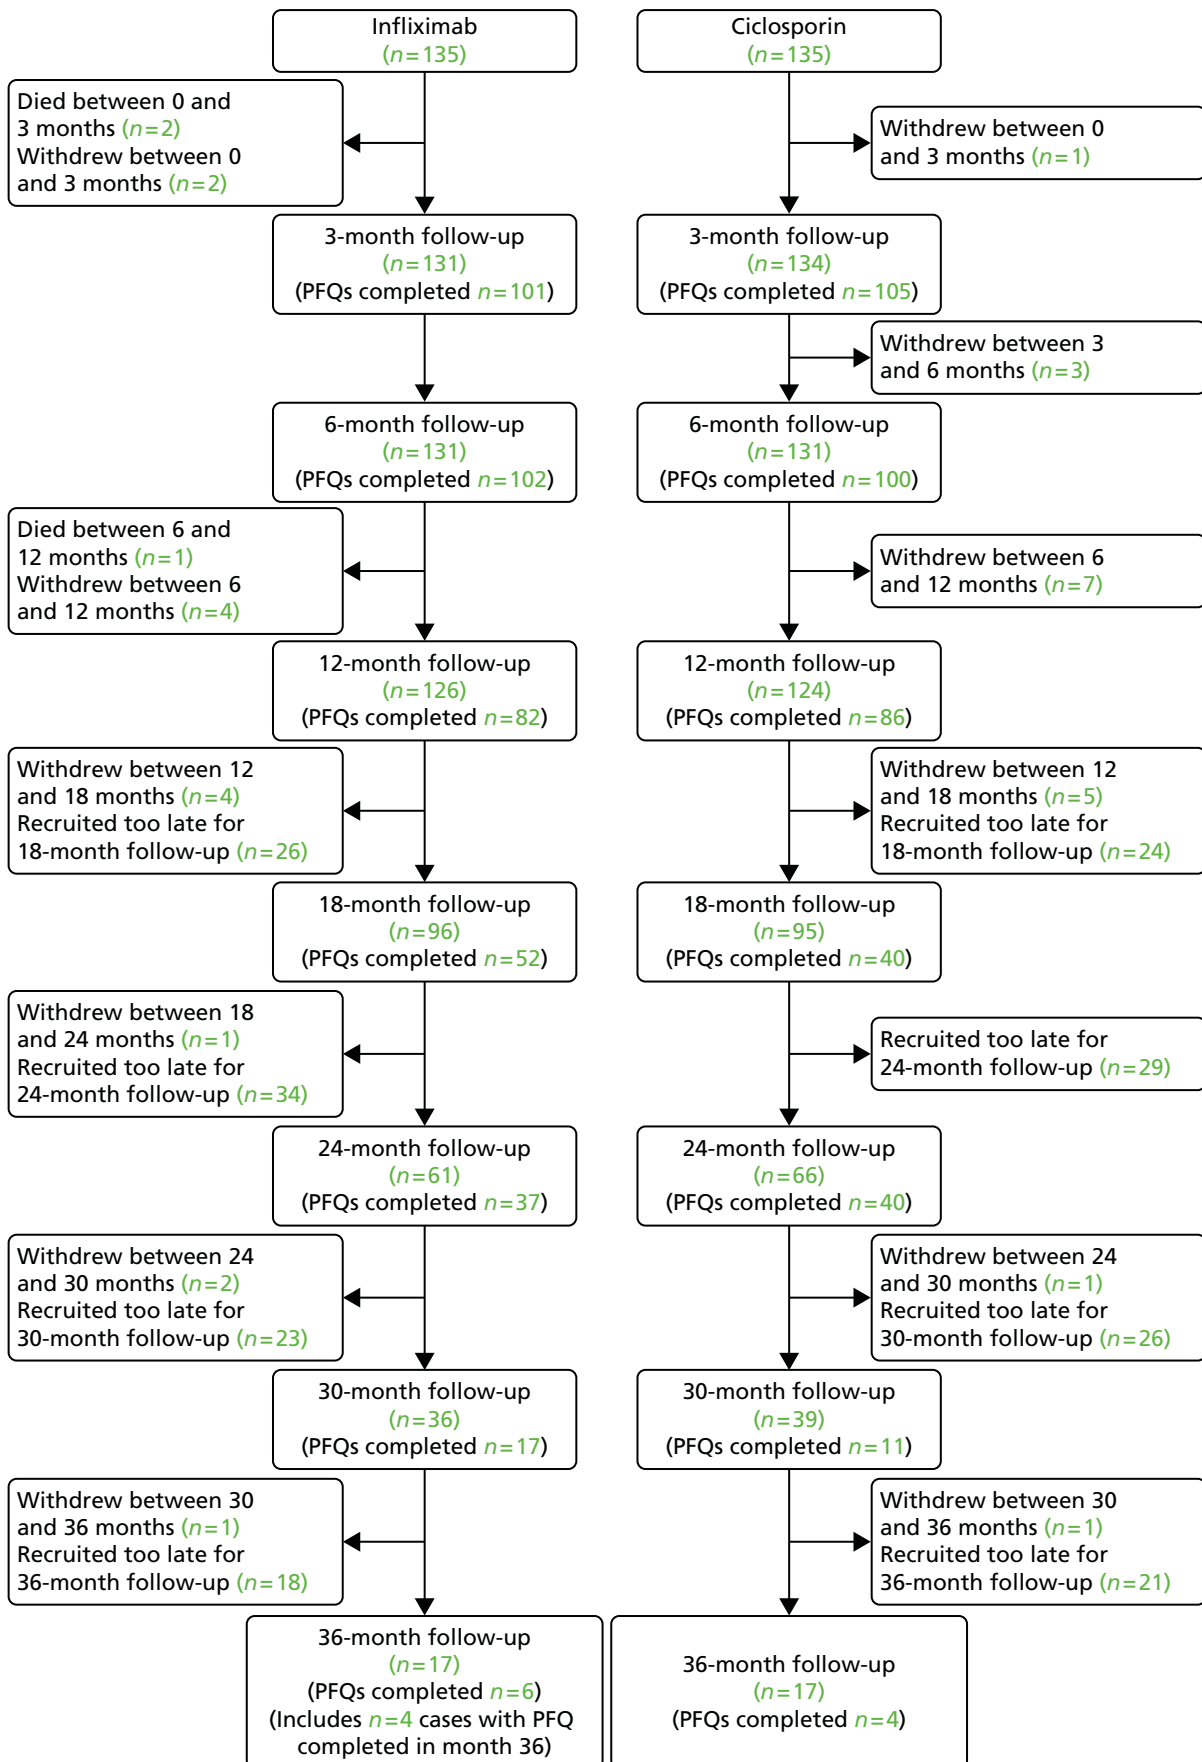 Infliximab
(n=135)
Ciclosporin
(n=135)
Died between 0 and
3 months (n=2)
Withdrew between 0
and 3 months (n=2)
Withdrew between 0
and 3 months (n=1)
3-month follow-up
(n=131)
(PFQs completed n=101)
3-month follow-up
(n=134)
(PFQs completed n=105)
Withdrew between 3
and 6 months (n=3)
6-month follow-up
(n=131)
(PFQs completed n=102)
6-month follow-up
(n=131)
(PFQs completed n=100)
Died between 6 and
12 months (n=1)
Withdrew between 6
and 12 months (n=4)
Withdrew between 6
and 12 months (n=7)
12-month follow-up
(n=126)
(PFQs completed n=82)
12-month follow-up
(n=124)
(PFQs completed n=86)
Withdrew between 12
and 18 months (n=4)
Recruited too late for
18-month follow-up (n=26)
Withdrew between 12
and 18 months (n=5)
Recruited too late for
18-month follow-up (n=24)
18-month follow-up
(n=96)
(PFQs completed n=52)
18-month follow-up
(n=95)
(PFQs completed n=40)
Withdrew between 18
and 24 months (n=1)
Recruited too late for
24-month follow-up (n=34)
Recruited too late for
24-month follow-up (n=29)
24-month follow-up
(n=61)
(PFQs completed n=37)
24-month follow-up
(n=66)
(PFQs completed n=40)
Withdrew between 24
and 30 months (n=2)
Recruited too late for
30-month follow-up (n=23)
Withdrew between 24
and 30 months (n=1)
Recruited too late for
30-month follow-up (n=26)
30-month follow-up
(n=36)
(PFQs completed n=17)
30-month follow-up
(n=39)
(PFQs completed n=11)
Withdrew between 30
and 36 months (n=1)
Recruited too late for
36-month follow-up (n=18)
Withdrew between 30
and 36 months (n=1)
Recruited too late for
36-month follow-up (n=21)
36-month follow-up
(n=17)
(PFQs completed n=6)
(Includes n=4 cases with PFQ
completed in month 36)
36-month follow-up
(n=17)
(PFQs completed n=4)